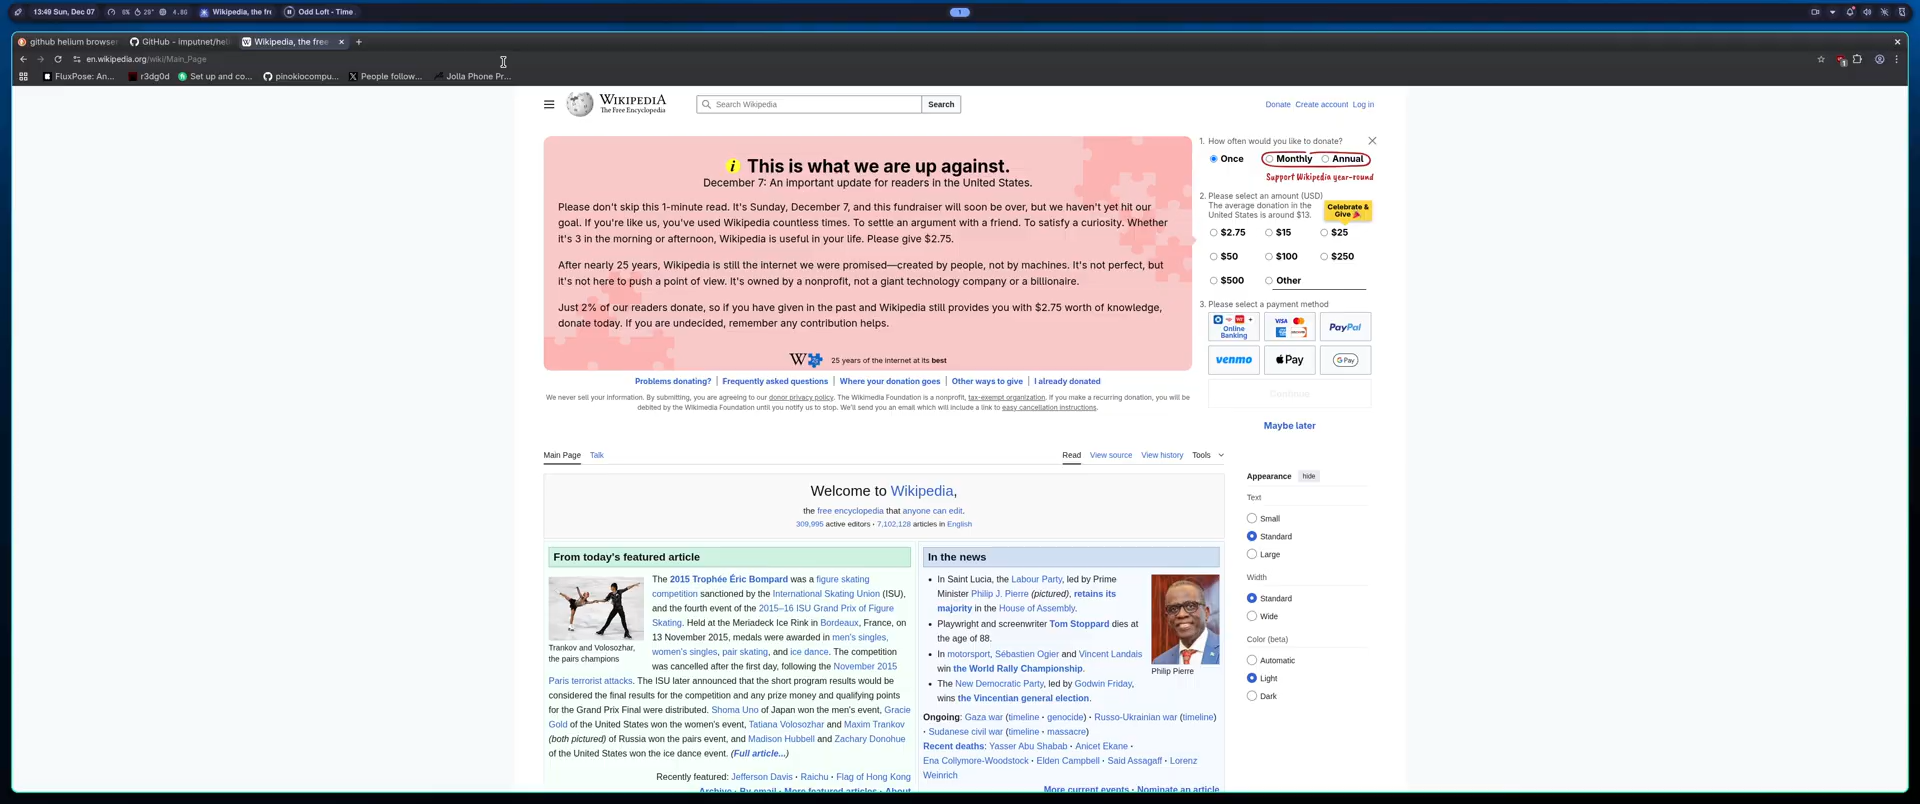 13:49 Sun, Dec 07
6%
20°
4.8G
Wikipedia, the fre
Odd Loft - Time
1
github helium browser
GitHub - imputnet/heli
Wikipedia, the free
en.wikipedia.org/wiki/Main_Page
FluxPose: An...
r3dg0d
Set up and co...
pinokiocompu...
People follow...
Jolla Phone Pr...
WIKIPEDIA
The Free Encyclopedia
Search Wikipedia
Search
Donate Create account Log in
This is what we are up against.
December 7: An important update for readers in the United States.
Please don't skip this 1-minute read. It's Sunday, December 7, and this fundraiser will soon be over, but we haven't yet hit our
goal. If you're like us, you've used Wikipedia countless times. To settle an argument with a friend. To satisfy a curiosity. Whether
it's 3 in the morning or afternoon, Wikipedia is useful in your life. Please give $2.75.
After nearly 25 years, Wikipedia is still the internet we were promised—created by people, not by machines. It's not perfect, but
it's not here to push a point of view. It's owned by a nonprofit, not a giant technology company or a billionaire.
Just 2% of our readers donate, so if you have given in the past and Wikipedia still provides you with $2.75 worth of knowledge,
donate today. If you are undecided, remember any contribution helps.
W 25 years of the internet at its best
Problems donating? | Frequently asked questions | Where your donation goes | Other ways to give | I already donated
We never sell your information. By submitting, you are agreeing to our donor privacy policy. The Wikimedia Foundation is a nonprofit, tax-exempt organization. If you make a recurring donation, you will be
debited by the Wikimedia Foundation until you notify us to stop. We'll send you an email which will include a link to easy cancellation instructions.
1. How often would you like to donate?
Once Monthly Annual
Support Wikipedia year-round
2. Please select an amount (USD)
The average donation in the
United States is around $13.
Celebrate &
Give
$2.75 $15 $25
$50 $100 $250
$500 Other
3. Please select a payment method
Online
Banking
VISA
PayPal
venmo
Pay
G Pay
Continue
Maybe later
Main Page Talk
Read View source View history Tools
Welcome to Wikipedia,
the free encyclopedia that anyone can edit.
309,995 active editors · 7,102,128 articles in English
From today's featured article
Trankov and Volosozhar,
the pairs champions
The 2015 Trophée Éric Bompard was a figure skating
competition sanctioned by the International Skating Union (ISU),
and the fourth event of the 2015–16 ISU Grand Prix of Figure
Skating. Held at the Meriadeck Ice Rink in Bordeaux, France, on
13 November 2015, medals were awarded in men's singles,
women's singles, pair skating, and ice dance. The competition
was cancelled after the first day, following the November 2015
Paris terrorist attacks. The ISU later announced that the short program results would be
considered the final results for the competition and any prize money and qualifying points
for the Grand Prix Final were distributed. Shoma Uno of Japan won the men's event, Gracie
Gold of the United States won the women's event, Tatiana Volosozhar and Maxim Trankov
(both pictured) of Russia won the pairs event, and Madison Hubbell and Zachary Donohue
of the United States won the ice dance event. (Full article...)
Recently featured: Jefferson Davis · Raichu · Flag of Hong Kong
Archive · By email · More featured articles · About
In the news
In Saint Lucia, the Labour Party, led by Prime
Minister Philip J. Pierre (pictured), retains its
majority in the House of Assembly.
Playwright and screenwriter Tom Stoppard dies at
the age of 88.
In motorsport, Sébastien Ogier and Vincent Landais
win the World Rally Championship.
The New Democratic Party, led by Godwin Friday,
wins the Vincentian general election.
Philip Pierre
Ongoing: Gaza war (timeline · genocide) · Russo-Ukrainian war (timeline)
· Sudanese civil war (timeline · massacre)
Recent deaths: Yasser Abu Shabab · Anicet Ekane ·
Ena Collymore-Woodstock · Elden Campbell · Said Assagaff · Lorenz
Weinrich
More current events · Nominate an article
Appearance hide
Text
Small
Standard
Large
Width
Standard
Wide
Color (beta)
Automatic
Light
Dark